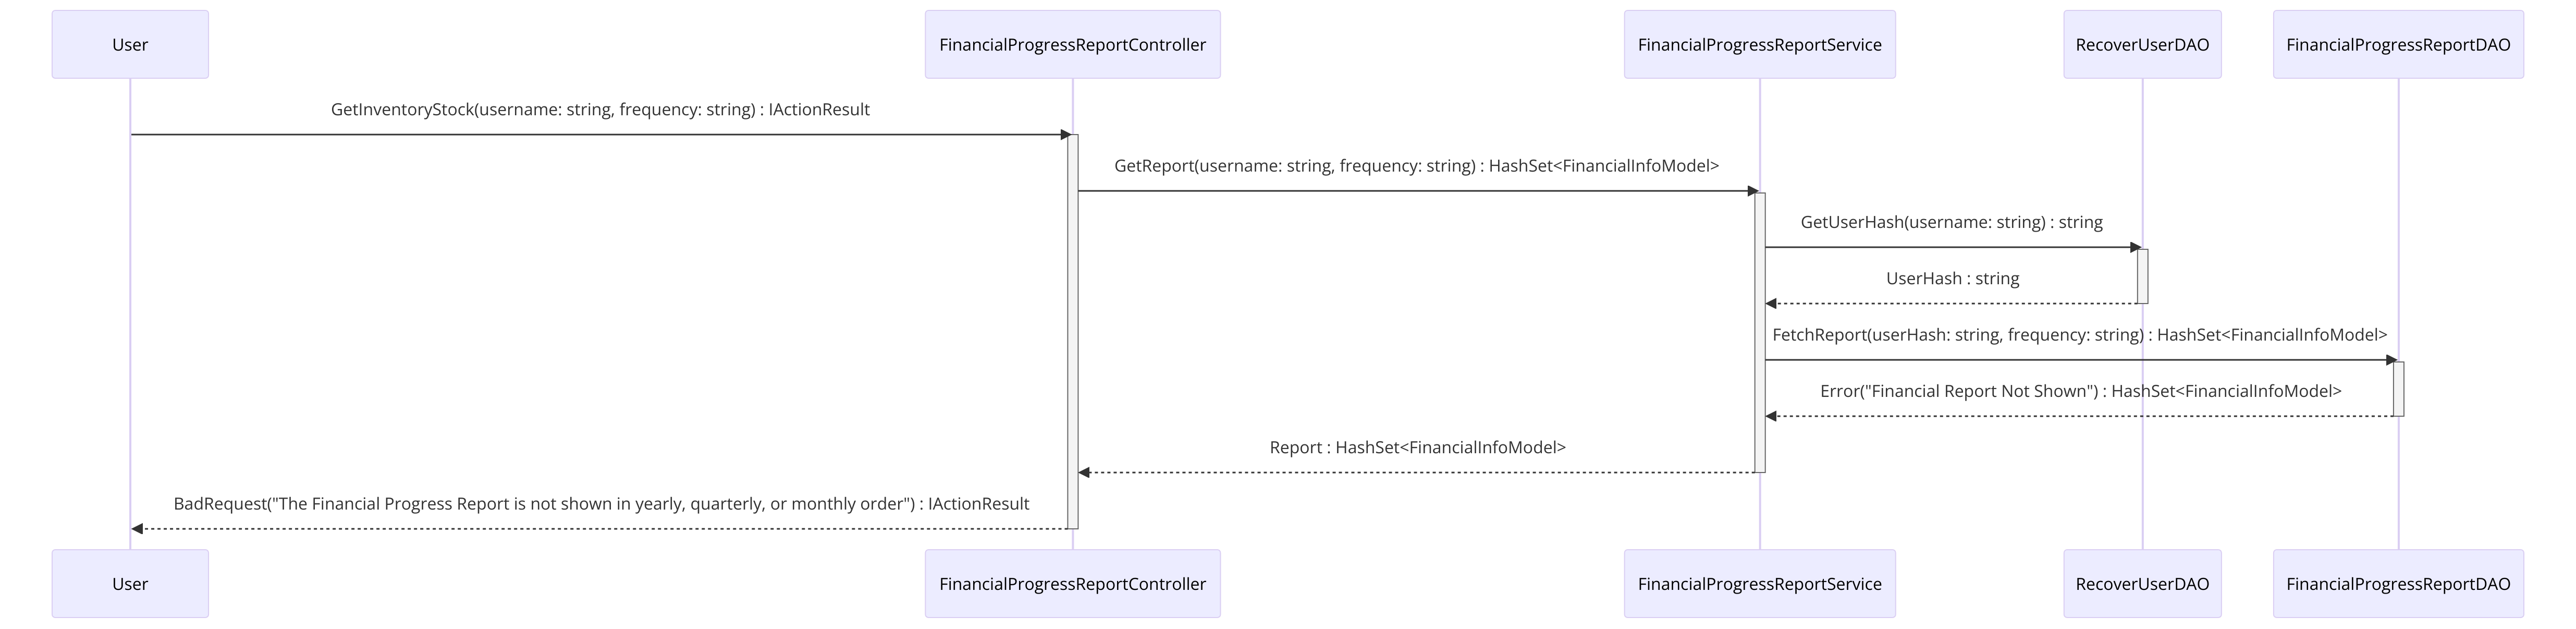 User
FinancialProgressReportController
FinancialProgressReportService
RecoverUserDAO
FinancialProgressReportDAO
GetInventoryStock(username: string, frequency: string) : IActionResult
GetReport(username: string, frequency: string) : HashSet<FinancialInfoModel>
GetUserHash(username: string) : string
UserHash : string
FetchReport(userHash: string, frequency: string) : HashSet<FinancialInfoModel>
Error("Financial Report Not Shown") : HashSet<FinancialInfoModel>
Report : HashSet<FinancialInfoModel>
BadRequest("The Financial Progress Report is not shown in yearly, quarterly, or monthly order") : IActionResult
User
FinancialProgressReportController
FinancialProgressReportService
RecoverUserDAO
FinancialProgressReportDAO